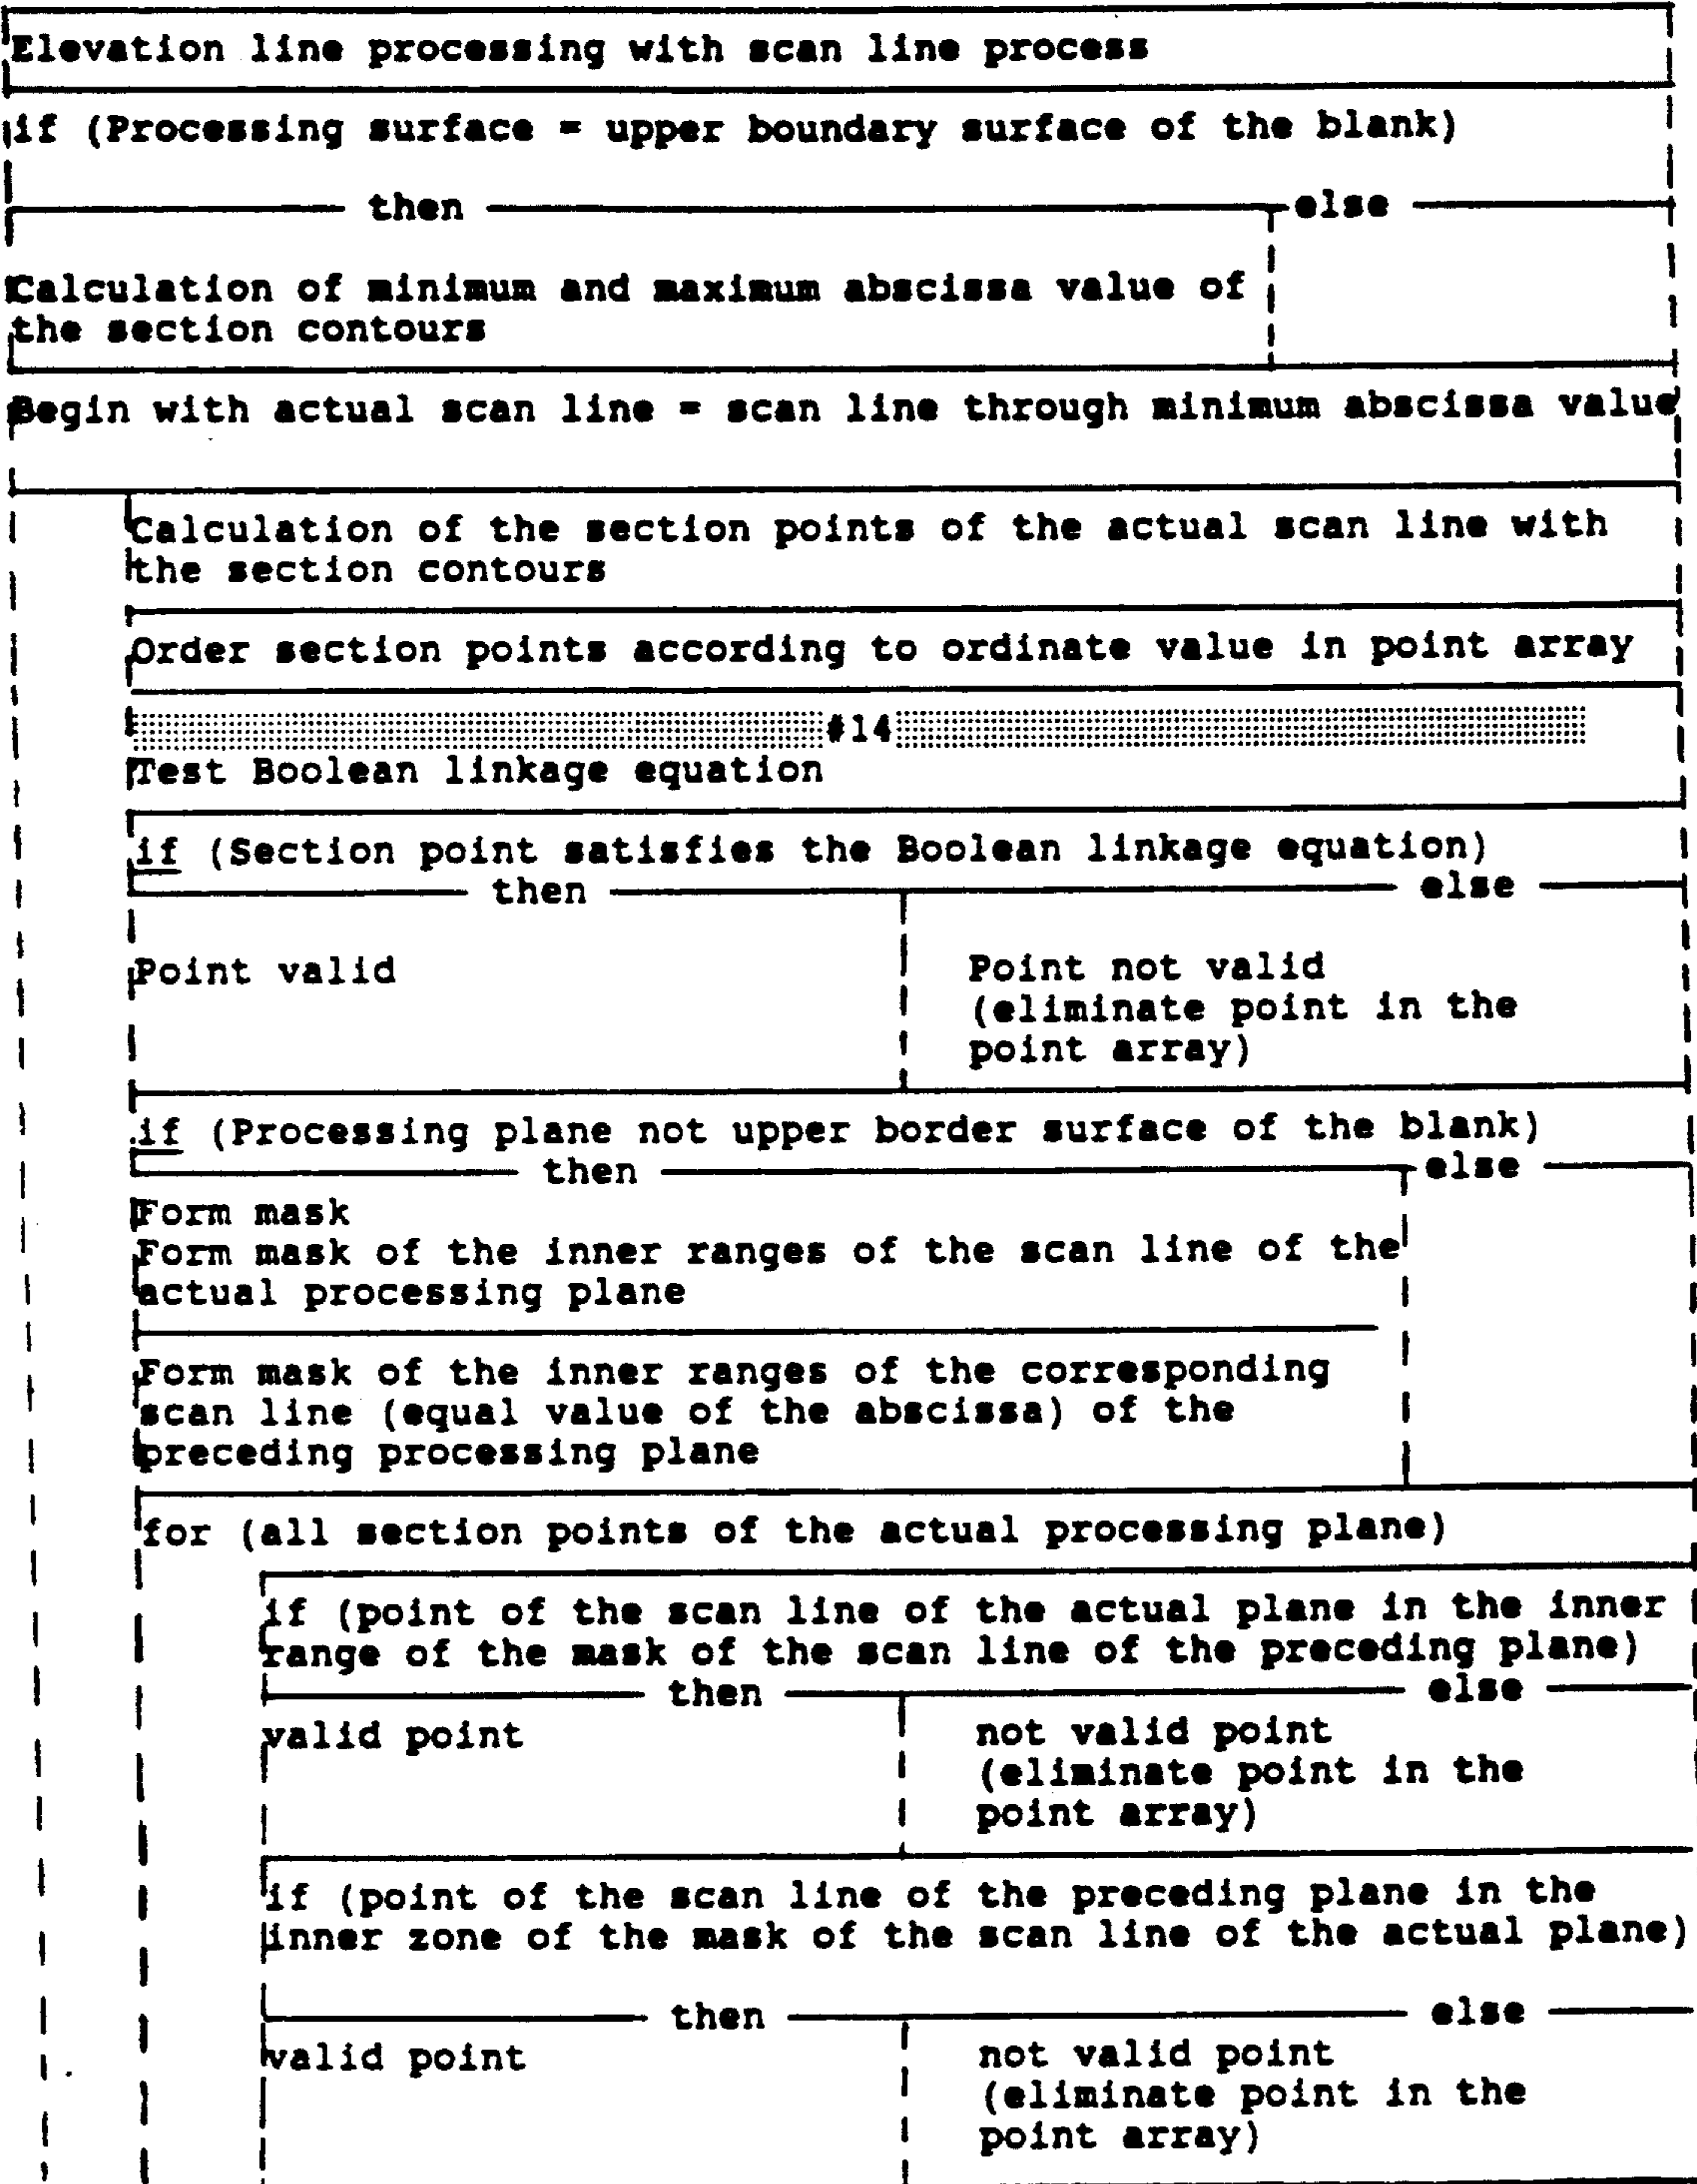 Elevation line processing with scan line process
if (Processing surface = upper boundary surface of the blank)
then else
Calculation of minimum and maximum abscissa value of
the section contours
Begin with actual scan line = scan line through minimum abscissa value
Calculation of the section points of the actual scan line with
the section contours
Order section points according to ordinate value in point array
#14
Test Boolean linkage equation
if (Section point satisfies the Boolean linkage equation)
then else
Point valid
Point not valid
(eliminate point in the
point array)
if (Processing plane not upper border surface of the blank)
then else
Form mask
Form mask of the inner ranges of the scan line of the
actual processing plane
Form mask of the inner ranges of the corresponding
scan line (equal value of the abscissa) of the
preceding processing plane
for (all section points of the actual processing plane)
if (point of the scan line of the actual plane in the inner
range of the mask of the scan line of the preceding plane)
then else
valid point
not valid point
(eliminate point in the
point array)
if (point of the scan line of the preceding plane in the
inner zone of the mask of the scan line of the actual plane)
then else
valid point
not valid point
(eliminate point in the
point array)